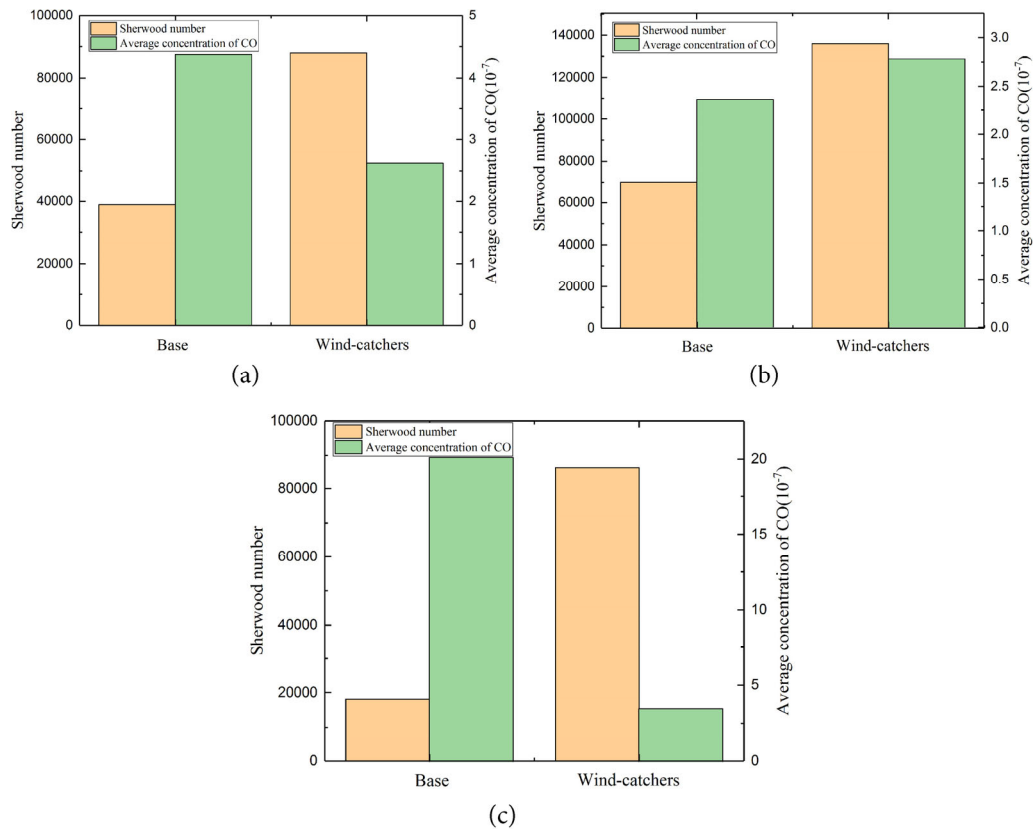 100000
80000
60000
40000
20000
0
Sherwood number
Sherwood number
Average concentration of CO
5
4
3
2
1
0
Average concentration of CO(10-7)
Base
Wind-catchers
(a)
140000
120000
100000
80000
60000
40000
20000
0
Sherwood number
Sherwood number
Average concentration of CO
3.0
2.5
2.0
1.5
1.0
0.5
0.0
Average concentration of CO(10-7)
Base
Wind-catchers
(b)
100000
80000
60000
40000
20000
0
Sherwood number
Sherwood number
Average concentration of CO
20
15
10
5
0
Average concentration of CO(10-7)
Base
Wind-catchers
(c)